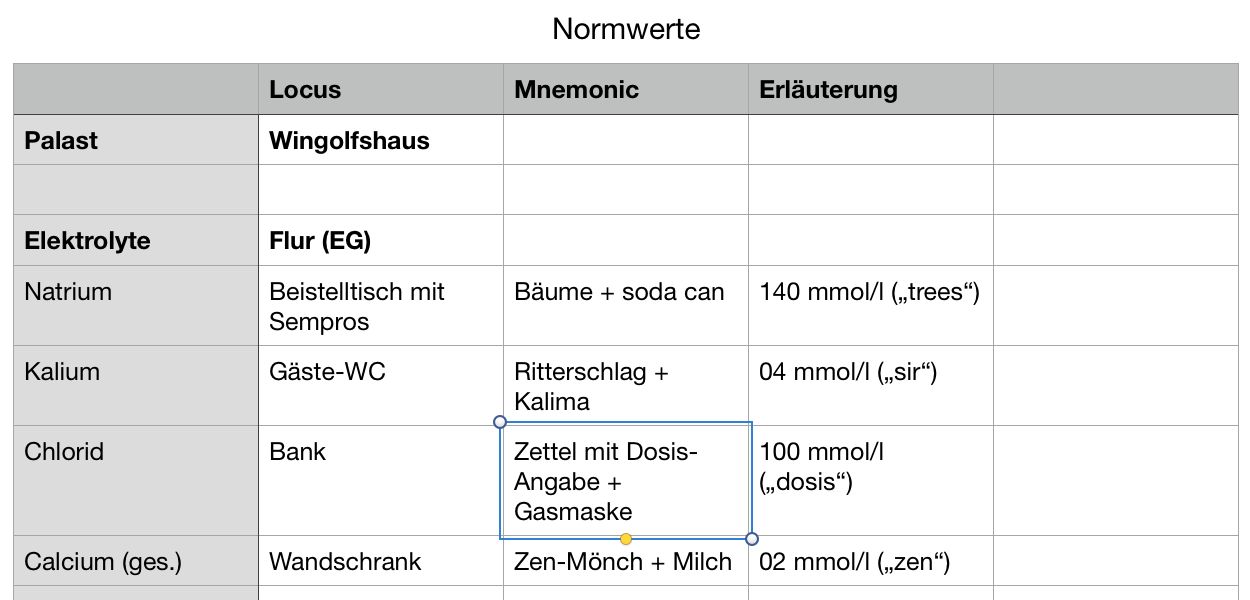 Normwerte
Locus Mnemonic Erläuterung
Palast Wingolfshaus
Elektrolyte Flur (EG)
Natrium Beistelltisch mit Bäume + soda can 140 mmol/l („trees“)
Sempros
Kalium Gäste-WC Ritterschlag + 04 mmol/l („sir“)
Kalima
Chlorid Bank Zettel mit Dosis- 100 mmol/l
Angabe + („dosis“)
Gasmaske
Calcium (ges.) Wandschrank Zen-Mönch + Milch 02 mmol/l („zen“)